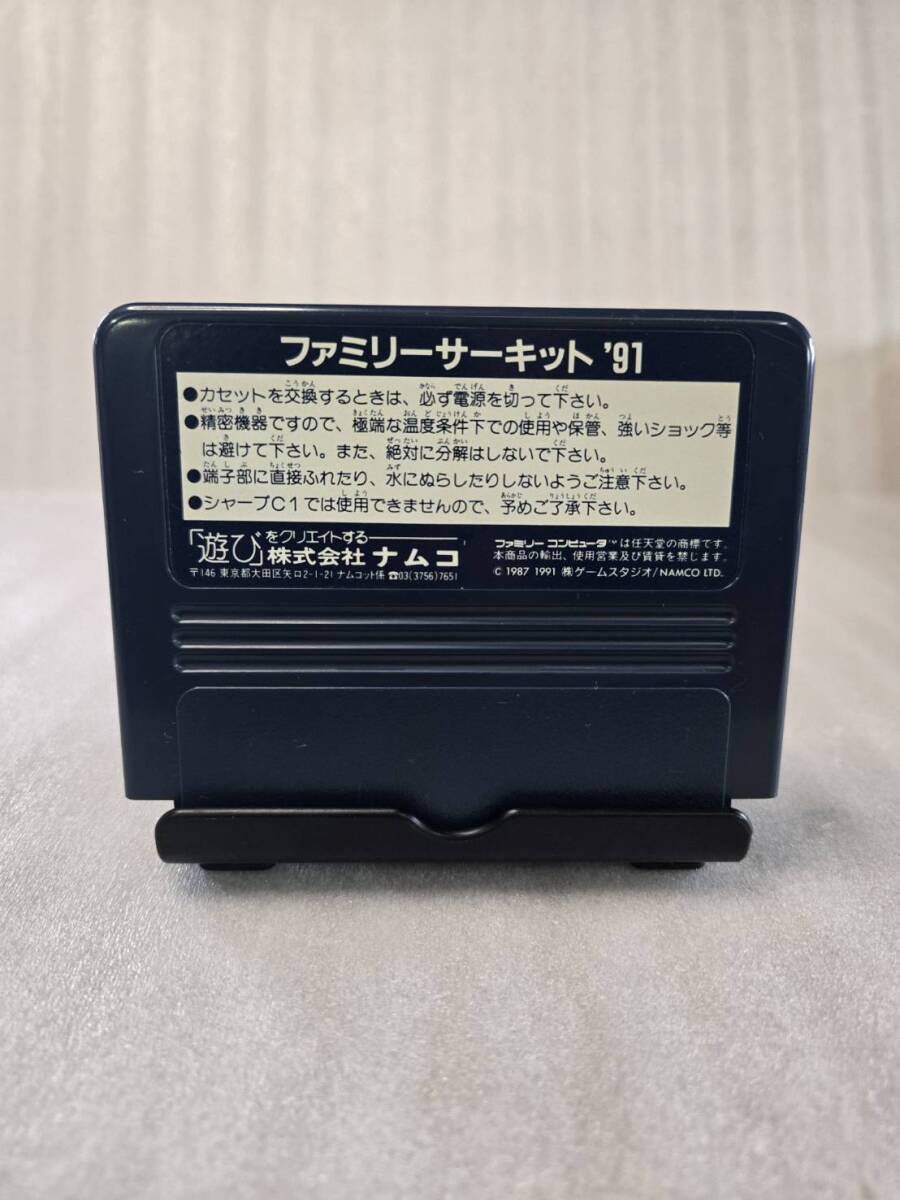 ファミリーサーキット '91
●カセットを交換するときは、必ず電源を切って下さい。
●精密機器ですので、極端な温度条件下での使用や保管、強いショック等
は避けて下さい。また、絶対に分解はしないで下さい。
●端子部に直接ふれたり、水にぬらしたりしないようご注意下さい。
●シャープC1では使用できませんので、予めご了承下さい。
「遊び」をクリエイトする
株式会社 ナムコ
〒146 東京都大田区矢口2-1-21 ナムコット係 ☎03(3756)7651
ファミリー コンピュータ™は任天堂の商標です。
本商品の輸出、使用営業及び賃貸を禁じます。
© 1987 1991 ㈱ゲームスタジオ/NAMCO LTD.